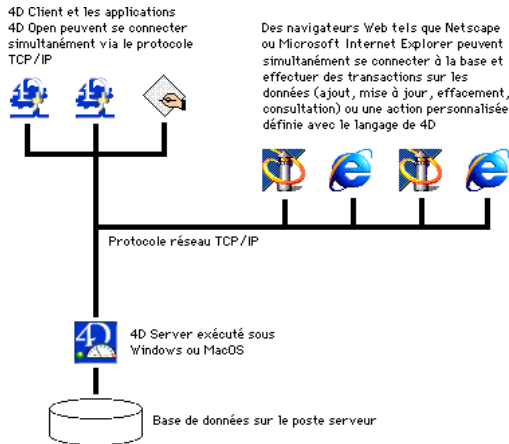 4D Client et les applications
4D Open peuvent se connecter
simultanément via le protocole
TCP/IP
Des navigateurs Web tels que Netscape
ou Microsoft Internet Explorer peuvent
simultanément se connecter à la base et
effectuer des transactions sur les
données (ajout, mise à jour, effacement,
consultation) ou une action personnalisée
définie avec le langage de 4D
Protocole réseau TCP/IP
4D Server exécuté sous
Windows ou MacOS
Base de données sur le poste serveur